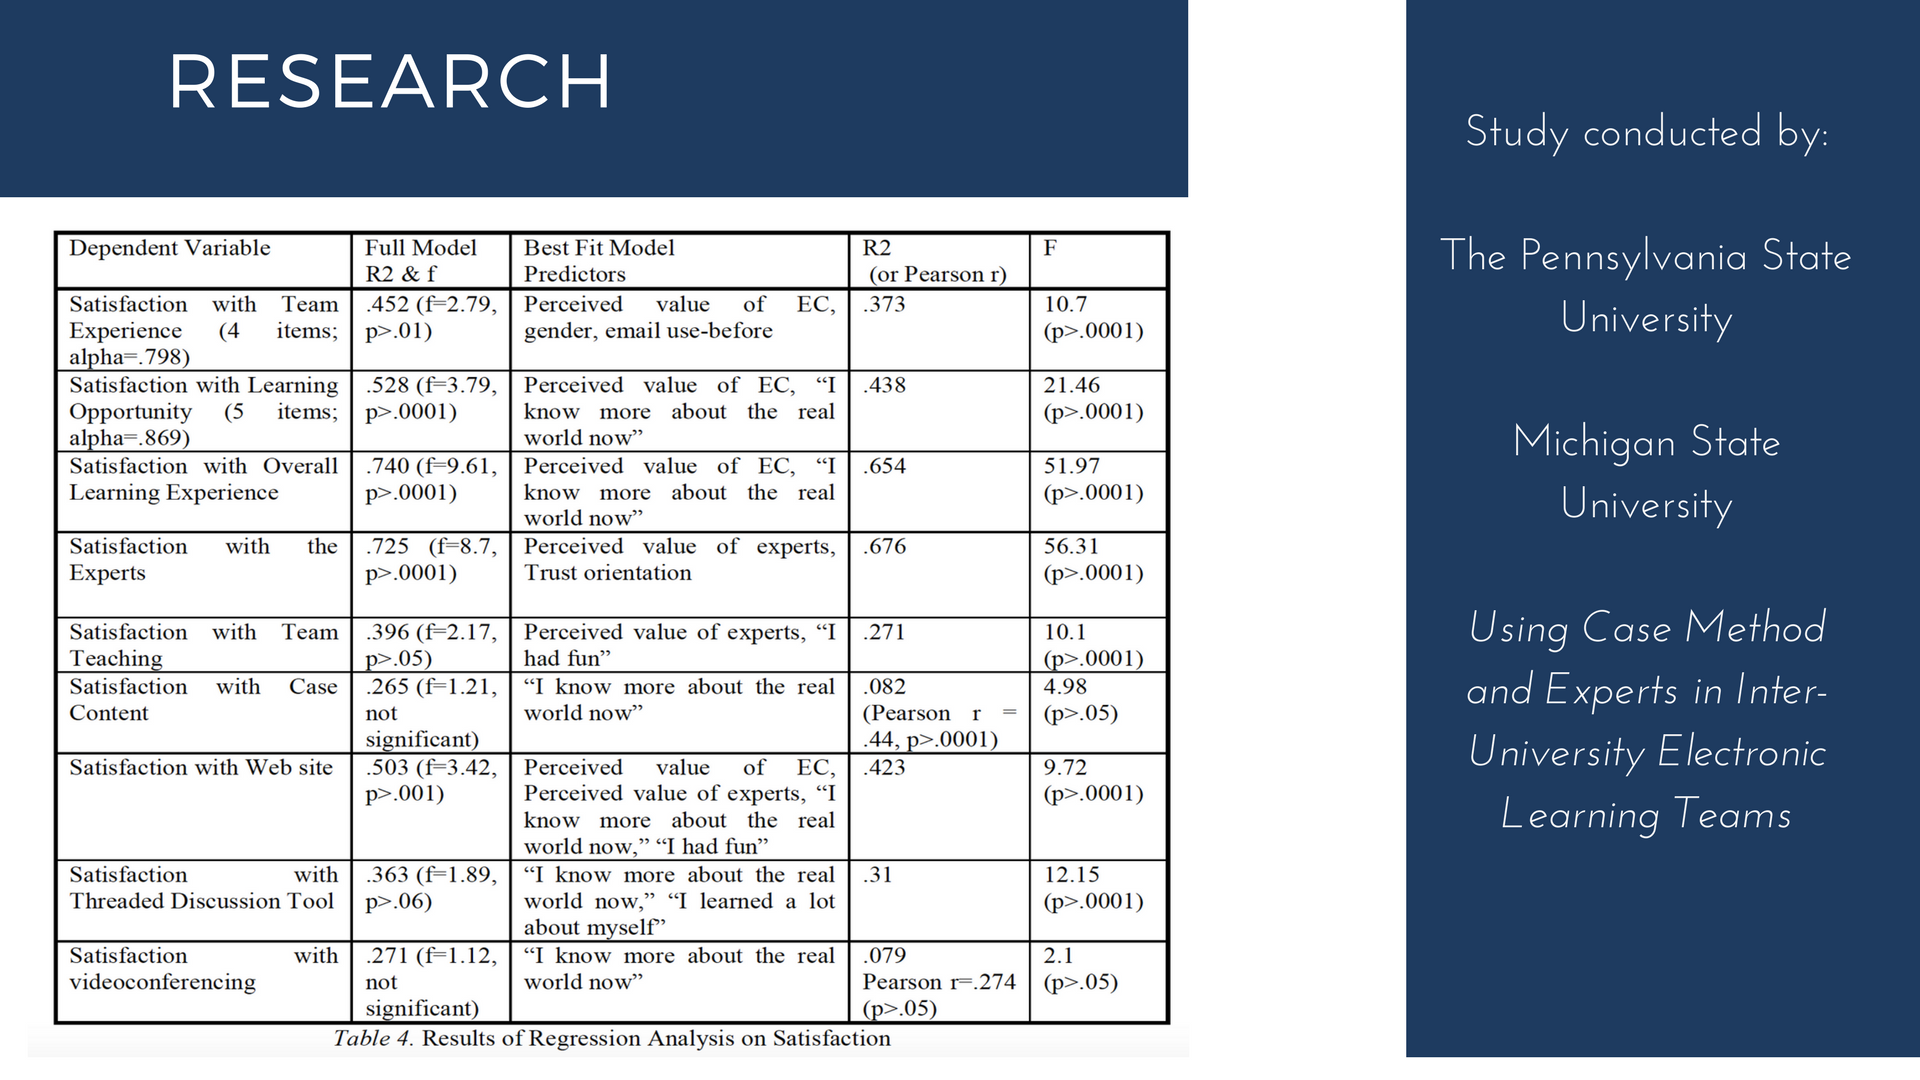 RESEARCH
Dependent Variable
Full Model
R2 & f
Best Fit Model
Predictors
R2
(or Pearson r)
F
Satisfaction with Team
Experience (4 items;
alpha=.798)
.452 (f=2.79,
p>.01)
Perceived value of EC,
gender, email use-before
.373
10.7
(p>.0001)
Satisfaction with Learning
Opportunity (5 items;
alpha=.869)
.528 (f=3.79,
p>.0001)
Perceived value of EC, “I
know more about the real
world now”
.438
21.46
(p>.0001)
Satisfaction with Overall
Learning Experience
.740 (f=9.61,
p>.0001)
Perceived value of EC, “I
know more about the real
world now”
.654
51.97
(p>.0001)
Satisfaction with the
Experts
.725 (f=8.7,
p>.0001)
Perceived value of experts,
Trust orientation
.676
56.31
(p>.0001)
Satisfaction with Team
Teaching
.396 (f=2.17,
p>.05)
Perceived value of experts, “I
had fun”
.271
10.1
(p>.0001)
Satisfaction with Case
Content
.265 (f=1.21,
not
significant)
“I know more about the real
world now”
.082
(Pearson r =
.44, p>.0001)
4.98
(p>.05)
Satisfaction with Web site
.503 (f=3.42,
p>.001)
Perceived value of EC,
Perceived value of experts, “I
know more about the real
world now,” “I had fun”
.423
9.72
(p>.0001)
Satisfaction with
Threaded Discussion Tool
.363 (f=1.89,
p>.06)
“I know more about the real
world now,” “I learned a lot
about myself”
.31
12.15
(p>.0001)
Satisfaction with
videoconferencing
.271 (f=1.12,
not
significant)
“I know more about the real
world now”
.079
Pearson r=.274
(p>.05)
2.1
(p>.05)
Table 4. Results of Regression Analysis on Satisfaction
Study conducted by:
The Pennsylvania State
University
Michigan State
University
Using Case Method
and Experts in Inter-
University Electronic
Learning Teams